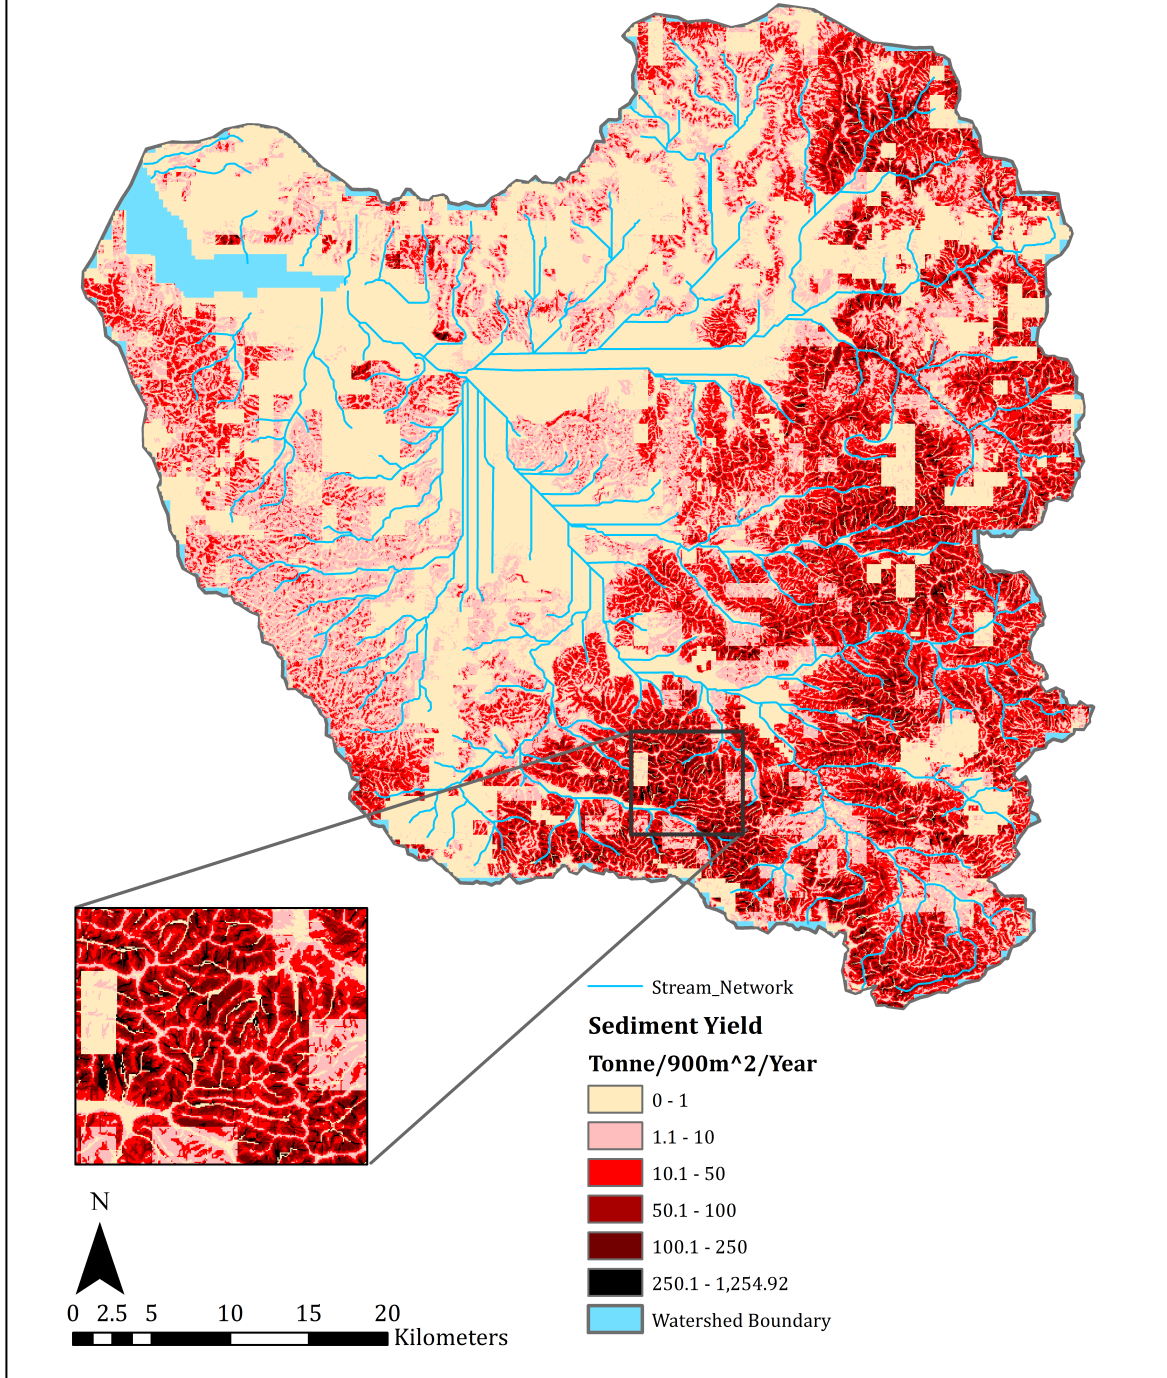 Stream_Network
Sediment Yield
Tonne/900m^2/Year
0 - 1
1.1 - 10
10.1 - 50
50.1 - 100
100.1 - 250
250.1 - 1,254.92
Watershed Boundary
N
0 2.5 5 10 15 20
Kilometers